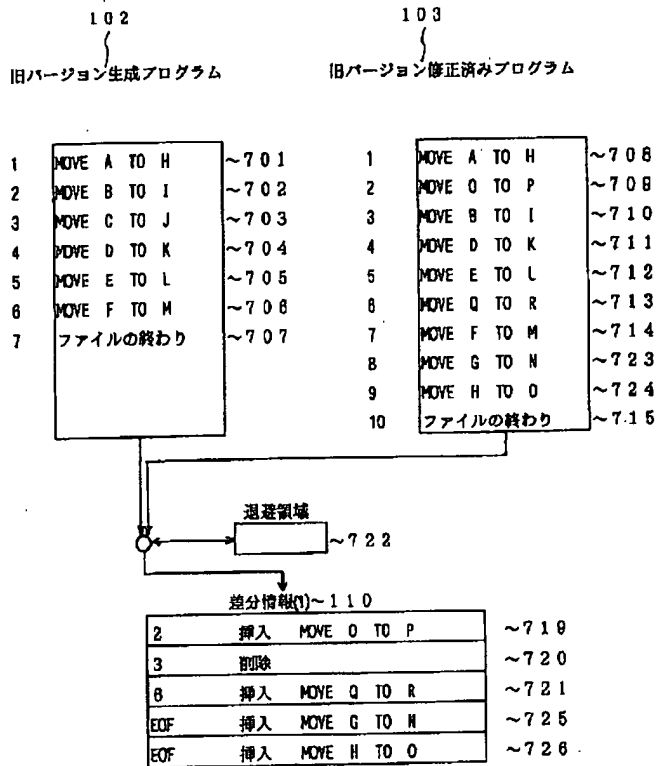 102
旧バージョン生成プログラム
1 MOVE A TO H ~701
2 MOVE B TO I ~702
3 MOVE C TO J ~703
4 MOVE D TO K ~704
5 MOVE E TO L ~705
6 MOVE F TO M ~706
7 ファイルの終わり ~707
103
旧バージョン修正済みプログラム
1 MOVE A TO H ~708
2 MOVE O TO P ~709
3 MOVE B TO I ~710
4 MOVE D TO K ~711
5 MOVE E TO L ~712
6 MOVE Q TO R ~713
7 MOVE F TO M ~714
8 MOVE G TO N ~723
9 MOVE H TO O ~724
10 ファイルの終わり ~715
退避領域
~722
差分情報(1)~110
2 挿入 MOVE O TO P ~719
3 削除 ~720
6 挿入 MOVE Q TO R ~721
EOF 挿入 MOVE G TO N ~725
EOF 挿入 MOVE H TO O ~726